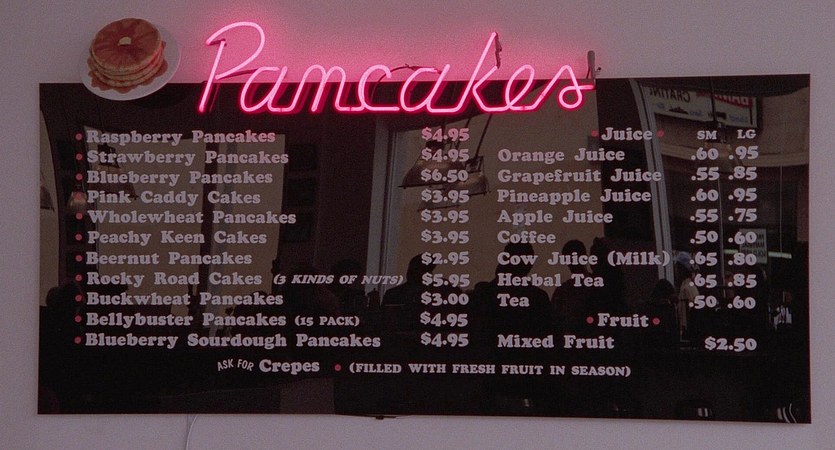 Pancakes
Raspberry Pancakes $4.95
Strawberry Pancakes $4.95
Blueberry Pancakes $6.50
Pink Caddy Cakes $3.95
Wholewheat Pancakes $3.95
Peachy Keen Cakes $3.95
Beernut Pancakes $2.95
Rocky Road Cakes (3 KINDS OF NUTS) $5.95
Buckwheat Pancakes $3.00
Bellybuster Pancakes (15 PACK) $4.95
Blueberry Sourdough Pancakes $4.95
Juice SM LG
Orange Juice .60 .95
Grapefruit Juice .55 .85
Pineapple Juice .60 .95
Apple Juice .55 .75
Coffee .50 .60
Cow Juice (Milk) .65 .80
Herbal Tea .65 .85
Tea .50 .60
Fruit
Mixed Fruit $2.50
ASK FOR Crepes • (FILLED WITH FRESH FRUIT IN SEASON)